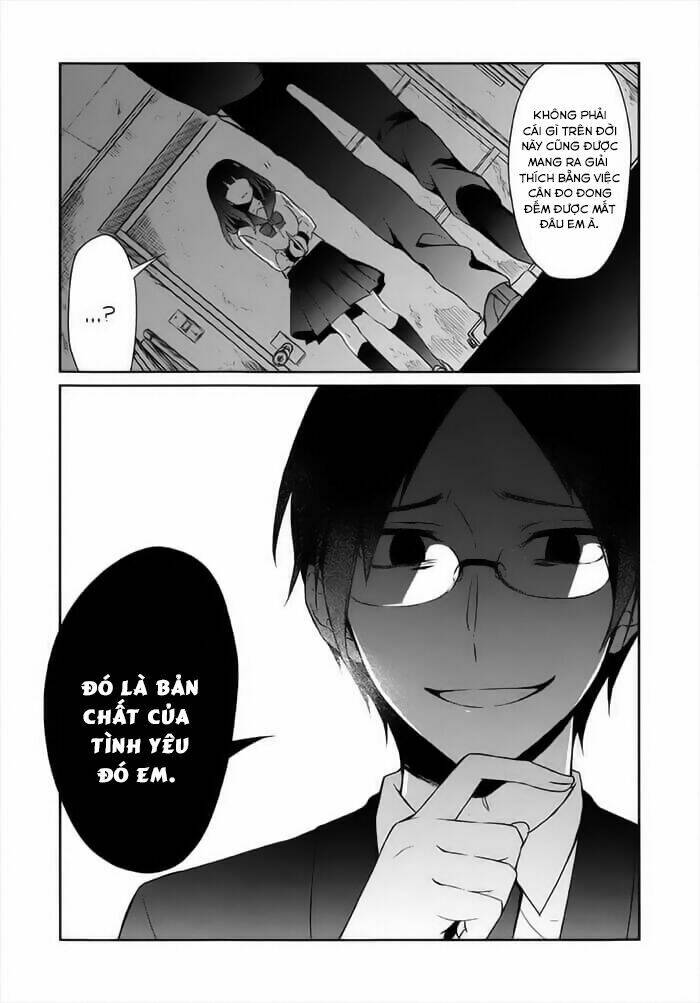 KHÔNG PHẢI
CÁI GÌ TRÊN ĐỜI
NÀY CŨNG ĐƯỢC
MANG RA GIẢI
THÍCH BẰNG VIỆC
CÂN ĐO ĐONG
ĐẾM ĐƯỢC MẤT
ĐÂU EM Ạ.
...?
ĐÓ LÀ BẢN
CHẤT CỦA
TÌNH YÊU
ĐÓ EM.